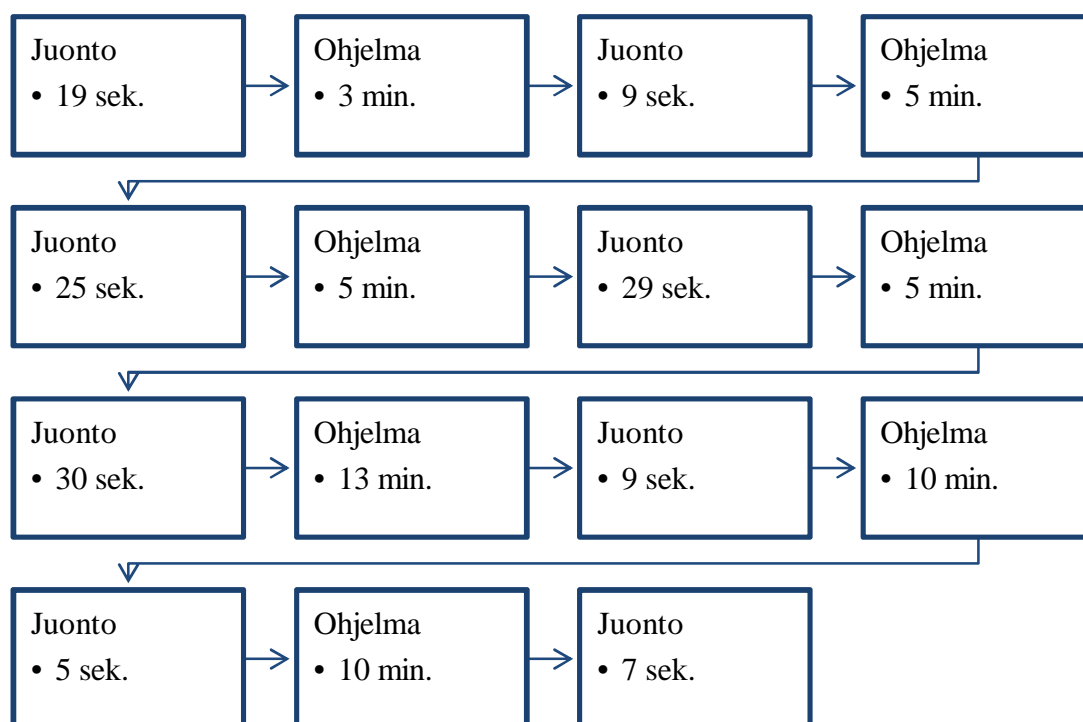 Juonto
• 19 sek.
Ohjelma
• 3 min.
Juonto
• 9 sek.
Ohjelma
• 5 min.
Juonto
• 25 sek.
Ohjelma
• 5 min.
Juonto
• 29 sek.
Ohjelma
• 5 min.
Juonto
• 30 sek.
Ohjelma
• 13 min.
Juonto
• 9 sek.
Ohjelma
• 10 min.
Juonto
• 5 sek.
Ohjelma
• 10 min.
Juonto
• 7 sek.